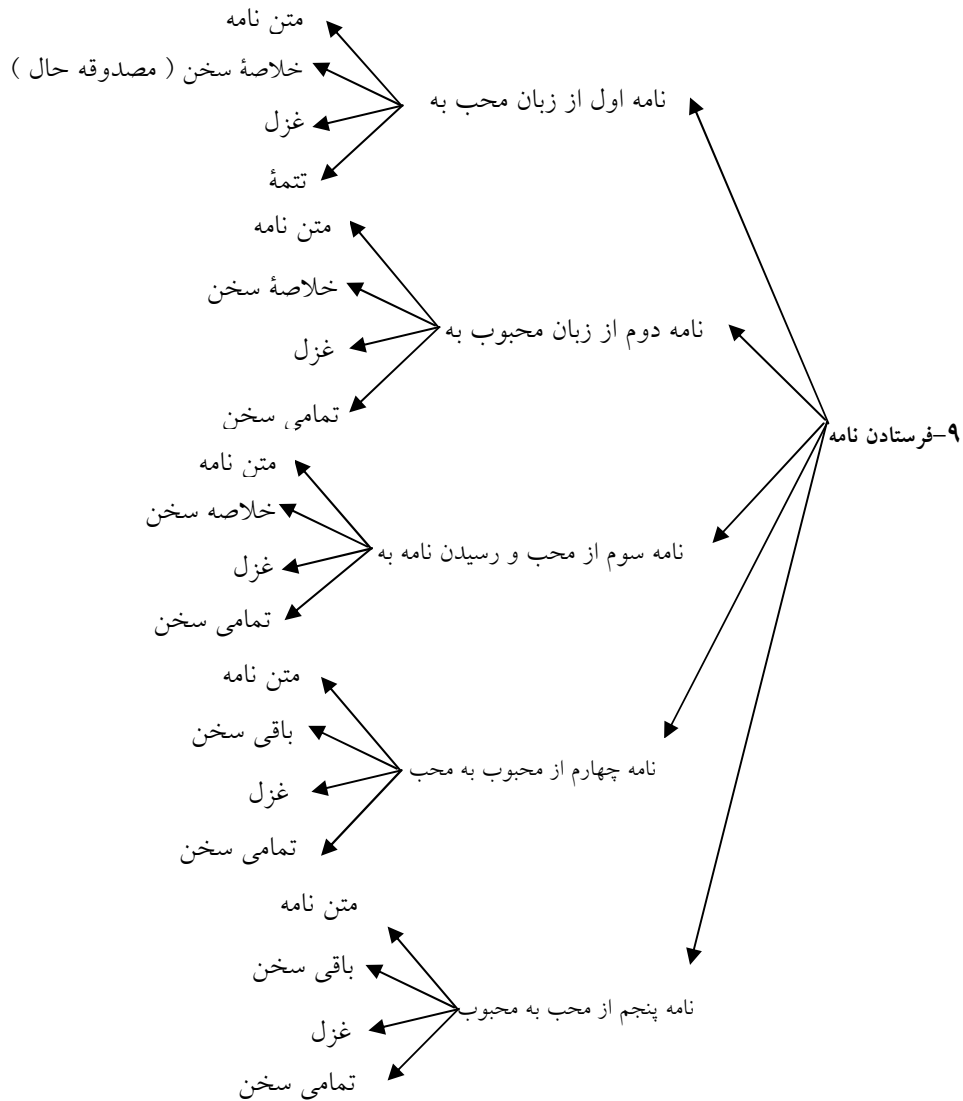 ۹-فرستادن نامه
نامه اول از زبان محب به
متن نامه
خلاصۀ سخن ( مصدوقه حال )
غزل
تتمۀ
نامه دوم از زبان محبوب به
متن نامه
خلاصۀ سخن
غزل
تمامی سخن
نامه سوم از محب و رسیدن نامه به
متن نامه
خلاصه سخن
غزل
تمامی سخن
نامه چهارم از محبوب به محب
متن نامه
باقی سخن
غزل
تمامی سخن
نامه پنجم از محب به محبوب
متن نامه
باقی سخن
غزل
تمامی سخن